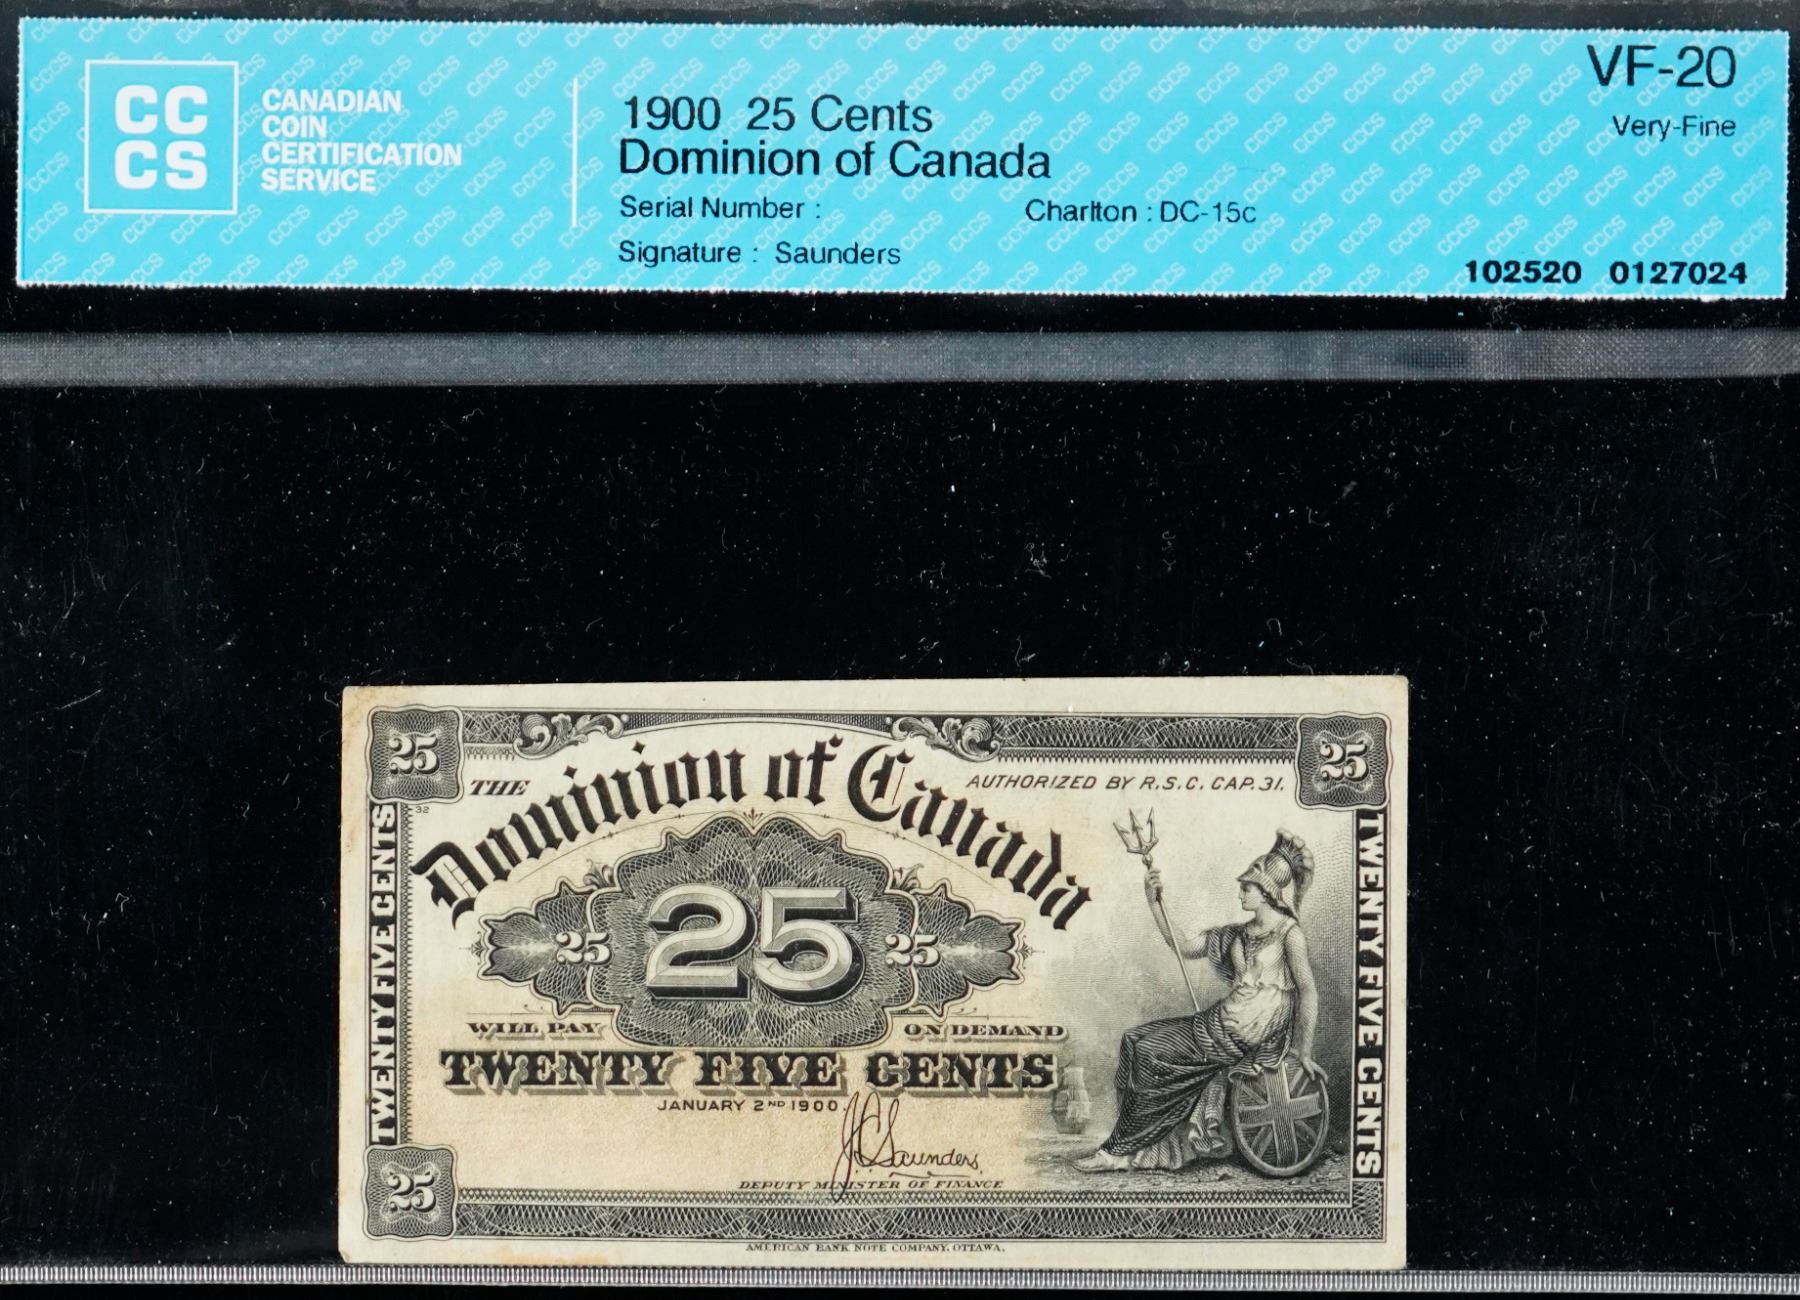 CC
CS
CANADIAN
COIN
CERTIFICATION
SERVICE
1900 25 Cents
Dominion of Canada
Serial Number :
Charlton : DC-15c
Signature : Saunders
VF-20
Very-Fine
102520 0127024
25
25
THE
Dominion of Canada
AUTHORIZED BY R.S.C. CAP. 31.
32
TWENTY FIVE CENTS
25
25
25
TWENTY FIVE CENTS
WILL PAY
ON DEMAND
TWENTY FIVE CENTS
JANUARY 2ND 1900.
J.C. Saunders
DEPUTY MINISTER OF FINANCE
25
AMERICAN BANK NOTE COMPANY, OTTAWA.